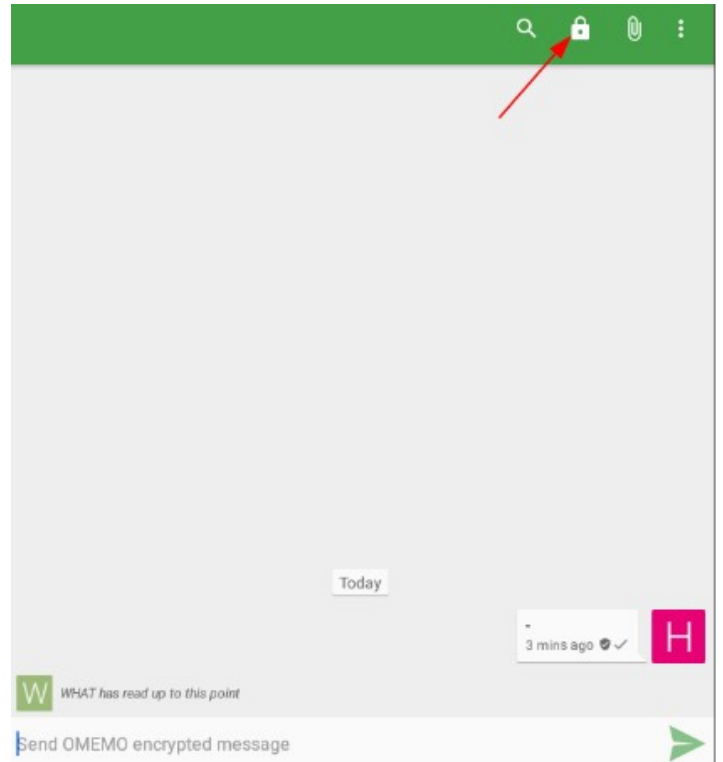 Today
-
3 mins ago
H
W
WHAT has read up to this point
Send OMEMO encrypted message